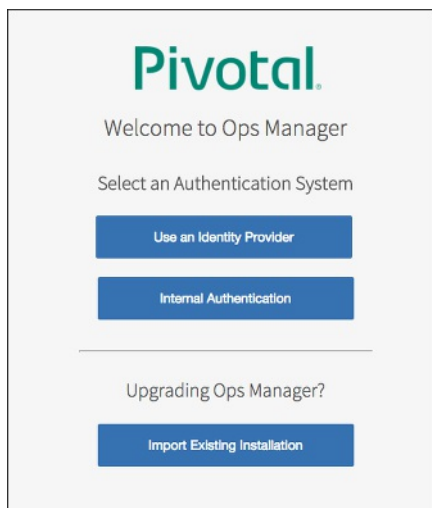 Pivotal.
Welcome to Ops Manager
Select an Authentication System
Use an Identity Provider
Internal Authentication
Upgrading Ops Manager?
Import Existing Installation